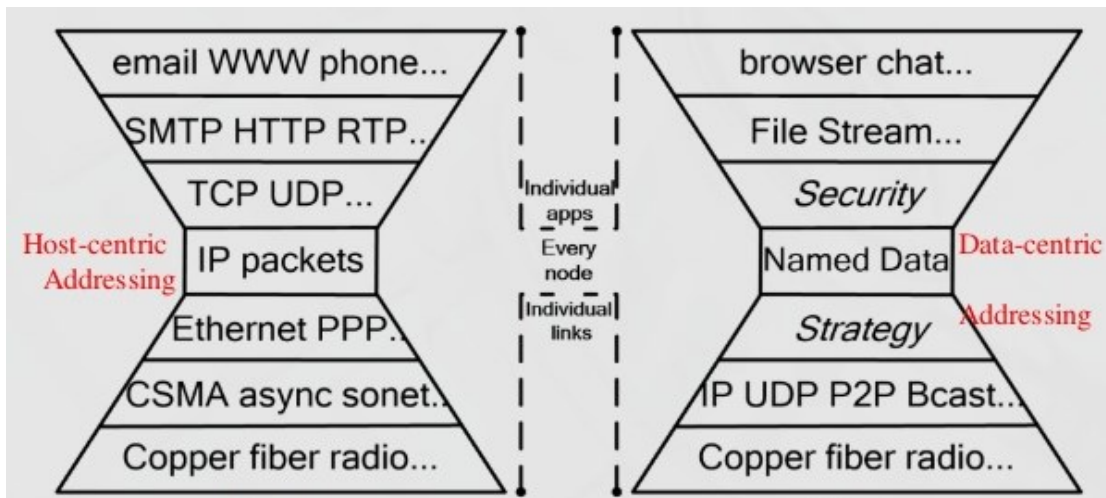 email WWW phone...
SMTP HTTP RTP...
TCP UDP...
Host-centric
Addressing
IP packets
Ethernet PPP...
CSMA async sonet...
Copper fiber radio...
Individual
apps
Every
node
Individual
links
browser chat...
File Stream...
Security
Named Data
Data-centric
Addressing
Strategy
IP UDP P2P Bcast...
Copper fiber radio...